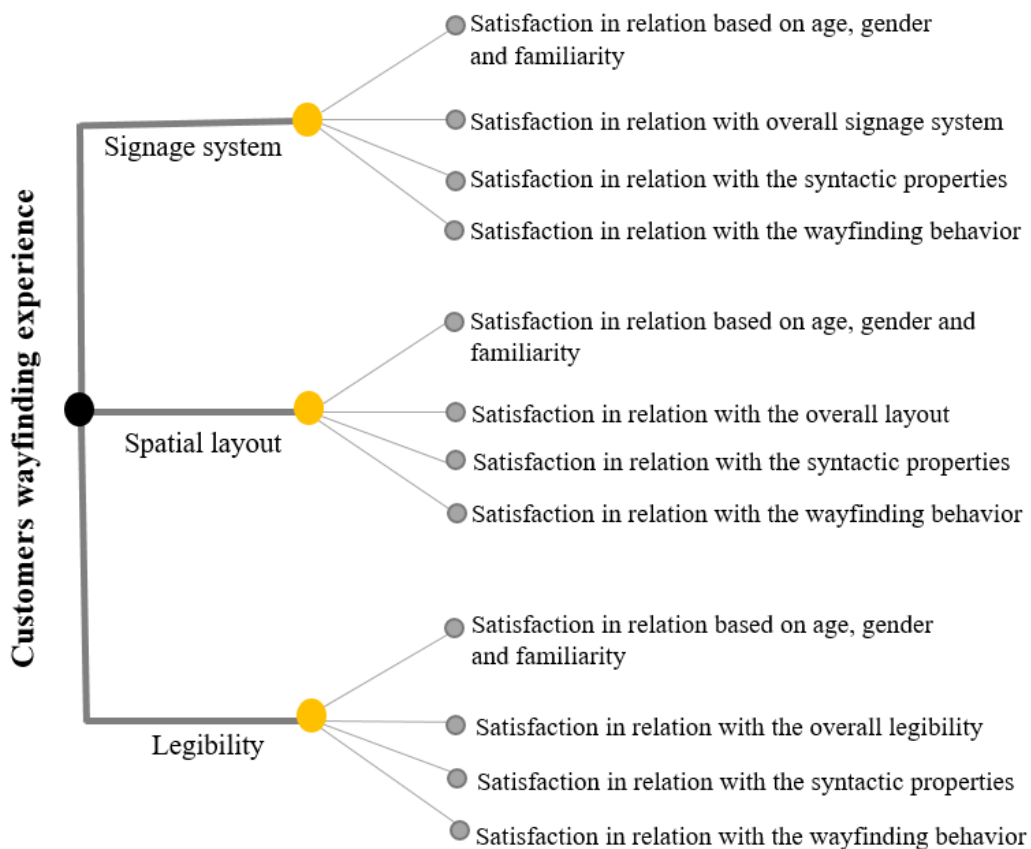 Customers wayfinding experience
Signage system
Satisfaction in relation based on age, gender
and familiarity
Satisfaction in relation with overall signage system
Satisfaction in relation with the syntactic properties
Satisfaction in relation with the wayfinding behavior
Spatial layout
Satisfaction in relation based on age, gender and
familiarity
Satisfaction in relation with the overall layout
Satisfaction in relation with the syntactic properties
Satisfaction in relation with the wayfinding behavior
Legibility
Satisfaction in relation based on age, gender
and familiarity
Satisfaction in relation with the overall legibility
Satisfaction in relation with the syntactic properties
Satisfaction in relation with the wayfinding behavior